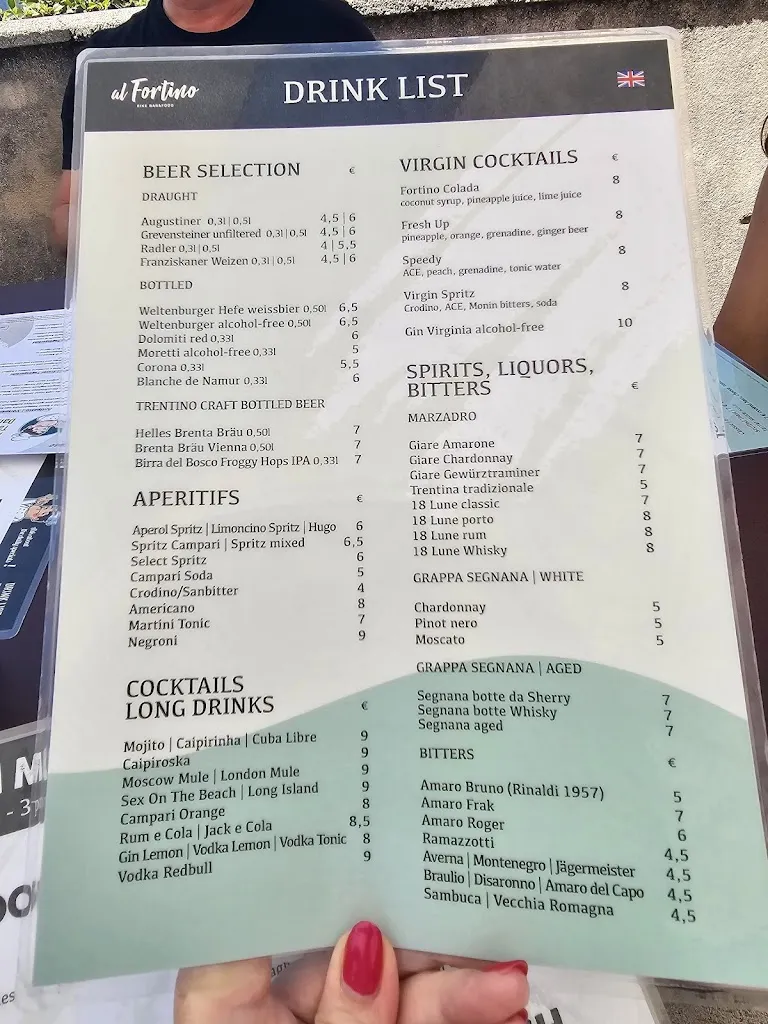 al Fortino
DRINK LIST
BEER SELECTION €
DRAUGHT
Augustiner 0,3l | 0,5l 4,5 | 6
Grevensteiner unfiltered 0,3l | 0,5l 4,5 | 6
Radler 0,3l | 0,5l 4 | 5,5
Franziskaner Weizen 0,3l | 0,5l 4,5 | 6
BOTTLED
Weltenburger Hefe weissbier 0,50l 6,5
Weltenburger alcohol-free 0,50l 6,5
Dolomiti red 0,33l 6
Moretti alcohol-free 0,33l 5
Corona 0,33l 5,5
Blanche de Namur 0,33l 6
TRENTINO CRAFT BOTTLED BEER
Helles Brenta Bräu 0,50l 7
Brenta Bräu Vienna 0,50l 7
Birra del Bosco Froggy Hops IPA 0,33l 7
APERITIFS €
Aperol Spritz | Limoncino Spritz | Hugo 6
Spritz Campari | Spritz mixed 6,5
Select Spritz 6
Campari Soda 5
Crodino/Sanbitter 4
Americano 8
Martini Tonic 7
Negroni 9
COCKTAILS
LONG DRINKS €
Mojito | Caipirinha | Cuba Libre 9
Caipiroska 9
Moscow Mule | London Mule 9
Sex On The Beach | Long Island 9
Campari Orange 8
Rum e Cola | Jack e Cola 8,5
Gin Lemon | Vodka Lemon | Vodka Tonic 8
Vodka Redbull 9
VIRGIN COCKTAILS €
Fortino Colada 8
coconut syrup, pineapple juice, lime juice
Fresh Up 8
pineapple, orange, grenadine, ginger beer
Speedy 8
ACE, peach, grenadine, tonic water
Virgin Spritz 8
Crodino, ACE, Monin bitters, soda
Gin Virginia alcohol-free 10
SPIRITS, LIQUORS,
BITTERS €
MARZADRO
Giare Amarone 7
Giare Chardonnay 7
Giare Gewürztraminer 7
Trentina tradizionale 5
18 Lune classic 7
18 Lune porto 8
18 Lune rum 8
18 Lune Whisky 8
GRAPPA SEGNANA | WHITE
Chardonnay 5
Pinot nero 5
Moscato 5
GRAPPA SEGNANA | AGED
Segnana botte da Sherry 7
Segnana botte Whisky 7
Segnana aged 7
BITTERS €
Amaro Bruno (Rinaldi 1957) 5
Amaro Frak 7
Amaro Roger 6
Ramazzotti 4,5
Averna | Montenegro | Jägermeister 4,5
Braulio | Disaronno | Amaro del Capo 4,5
Sambuca | Vecchia Romagna 4,5